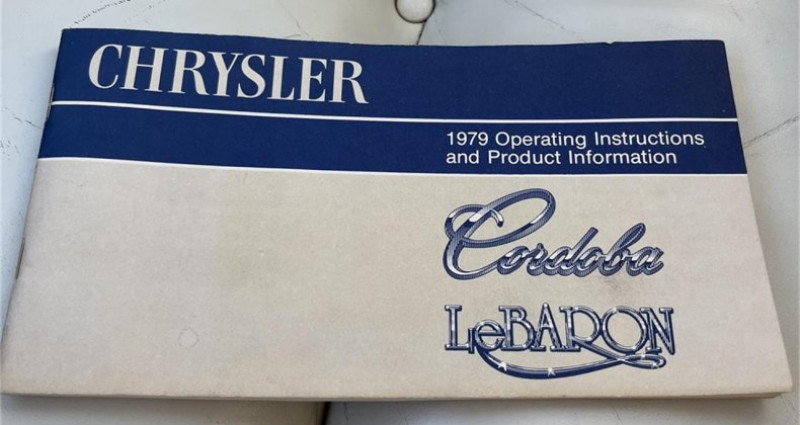 CHRYSLER
1979 Operating Instructions
and Product Information
Cordoba
LeBARON